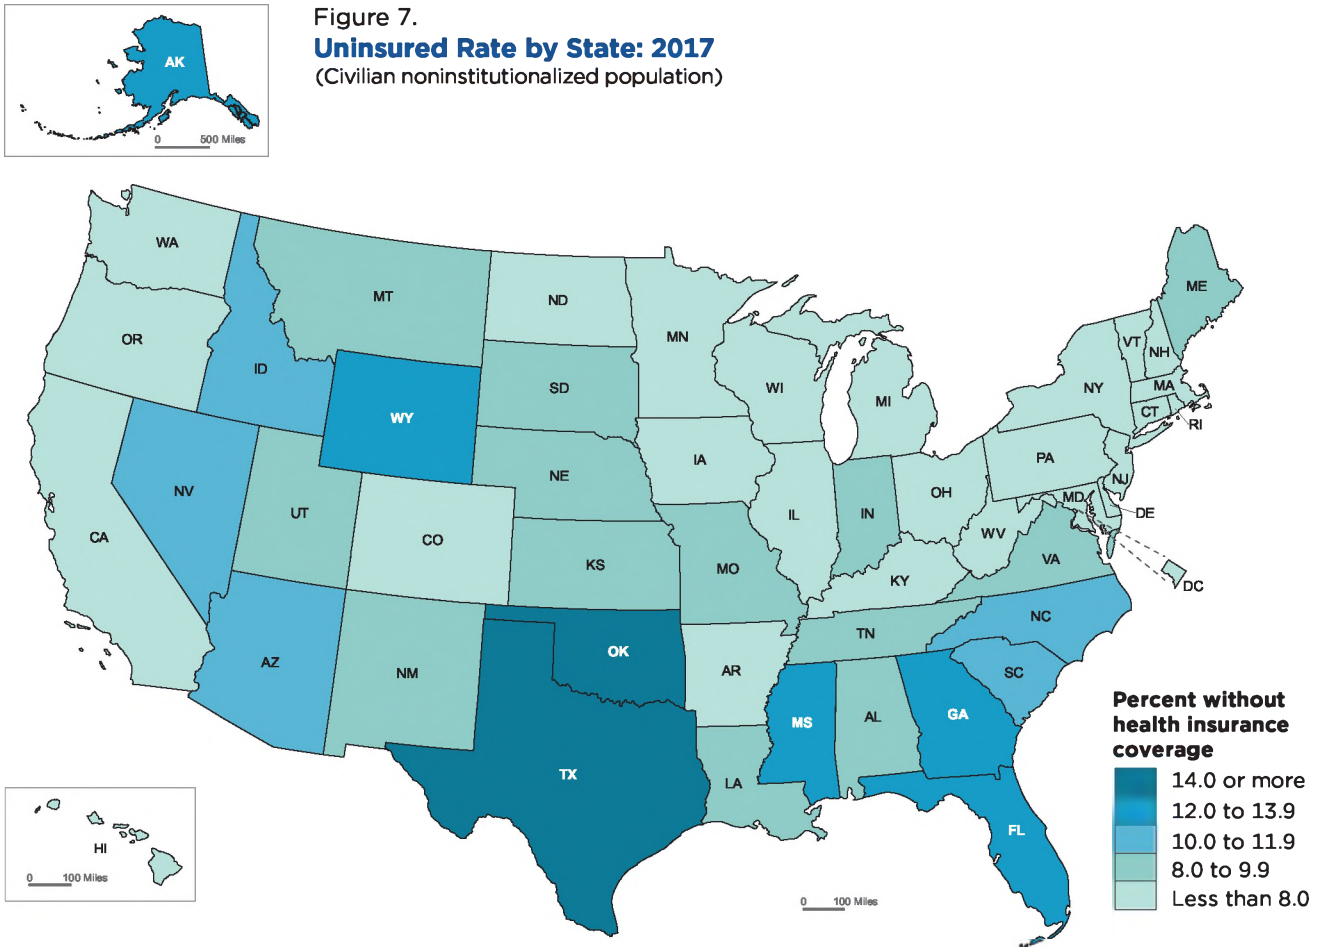 Figure 7.
Uninsured Rate by State: 2017
(Civilian noninstitutionalized population)
AK
0 500 Miles
WA
MT
ND
MN
ME
OR
ID
WY
SD
WI
MI
VT
NH
NY
MA
CT
RI
NV
UT
CO
NE
IA
IL
IN
OH
PA
NJ
MD
DE
WV
VA
DC
CA
KS
MO
KY
AZ
NM
OK
AR
TN
NC
SC
TX
LA
MS
AL
GA
FL
HI
0 100 Miles
0 100 Miles
Percent without
health insurance
coverage
14.0 or more
12.0 to 13.9
10.0 to 11.9
8.0 to 9.9
Less than 8.0